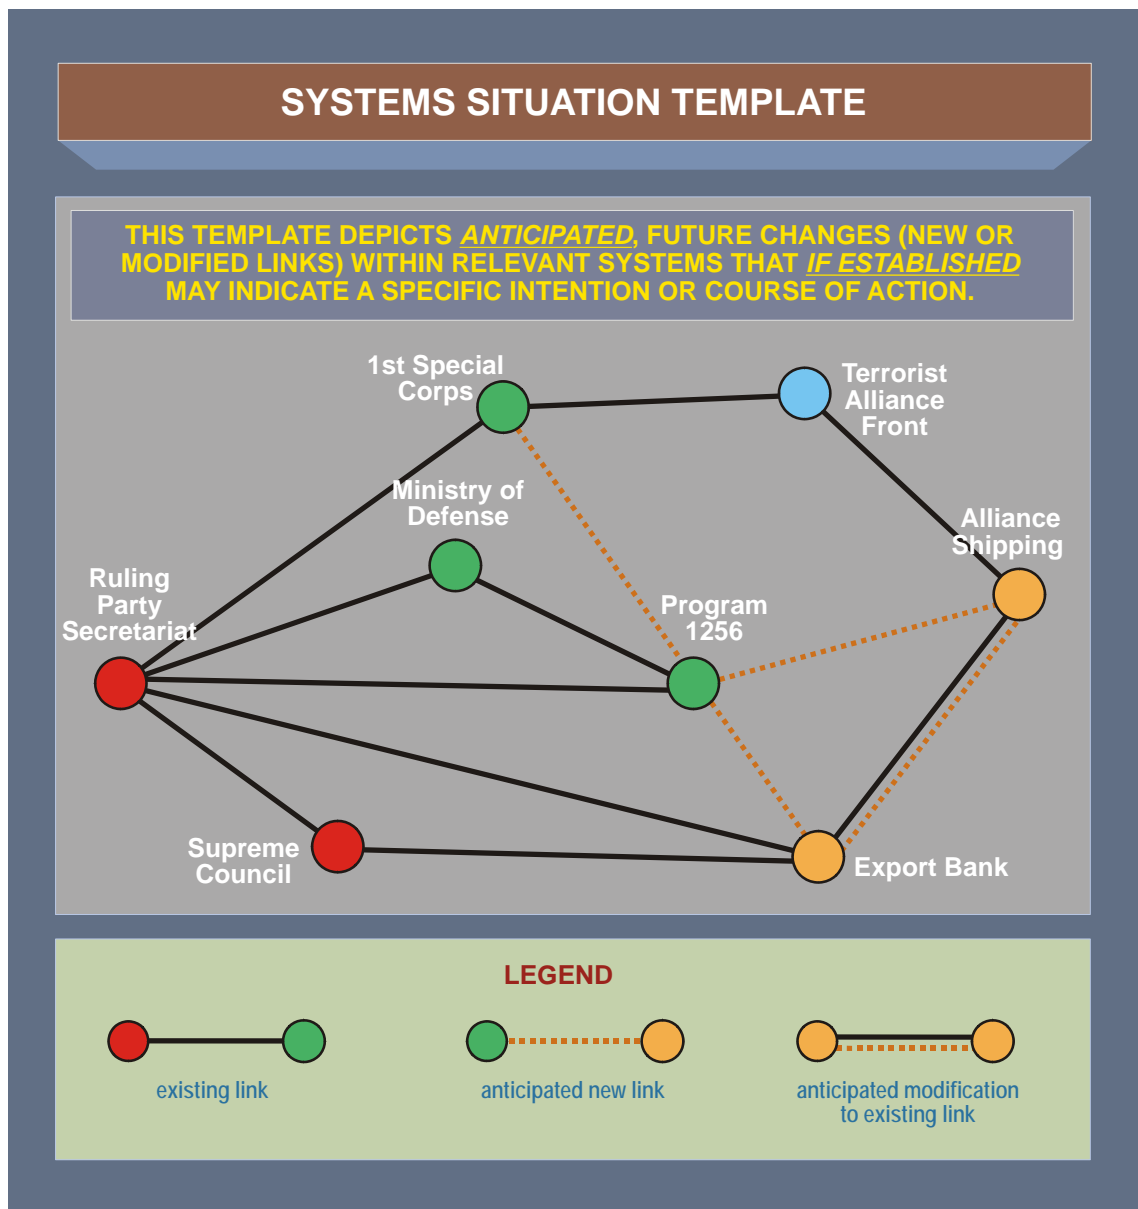 SYSTEMS SITUATION TEMPLATE
THIS TEMPLATE DEPICTS ANTICIPATED, FUTURE CHANGES (NEW OR
MODIFIED LINKS) WITHIN RELEVANT SYSTEMS THAT IF ESTABLISHED
MAY INDICATE A SPECIFIC INTENTION OR COURSE OF ACTION.
1st Special
Corps
Terrorist
Alliance
Front
Ministry of
Defense
Alliance
Shipping
Ruling
Party
Secretariat
Program
1256
Supreme
Council
Export Bank
LEGEND
existing link
anticipated new link
anticipated modification
to existing link